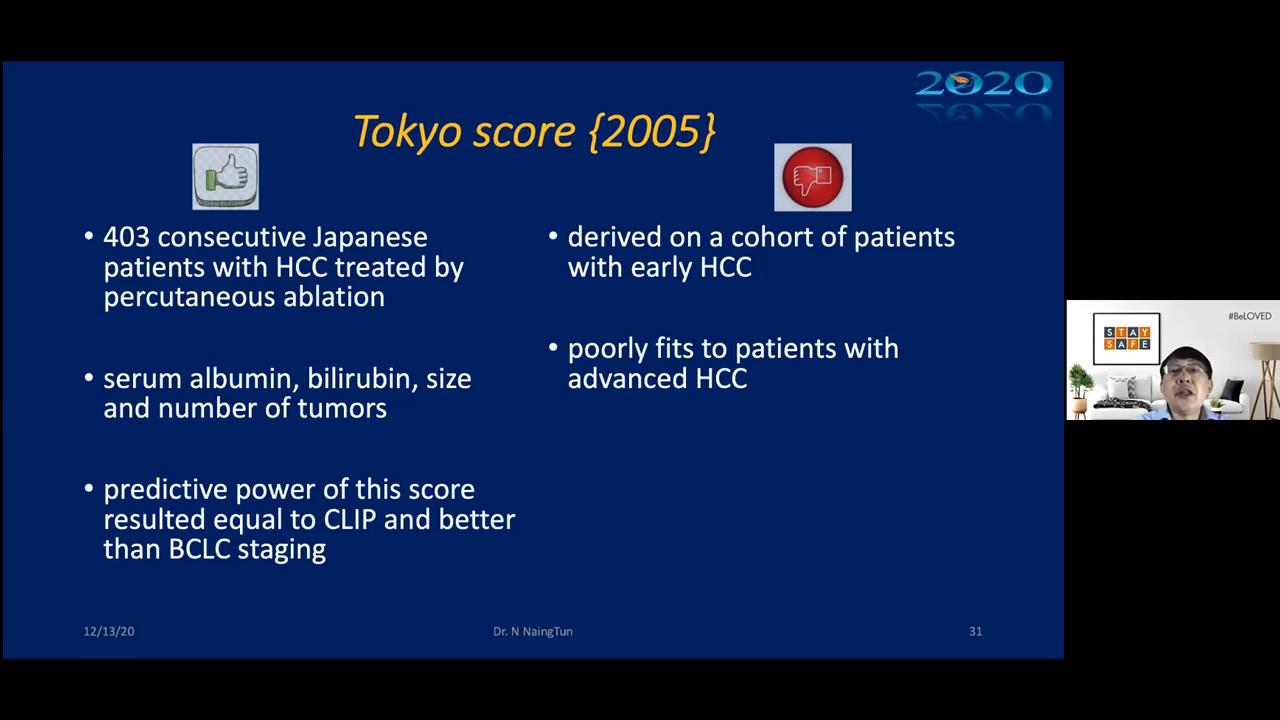 2020
Tokyo score {2005}
• 403 consecutive Japanese
patients with HCC treated by
percutaneous ablation
• serum albumin, bilirubin, size
and number of tumors
• predictive power of this score
resulted equal to CLIP and better
than BCLC staging
• derived on a cohort of patients
with early HCC
• poorly fits to patients with
advanced HCC
12/13/20
Dr. N NaingTun
31
#BeLOVED
STAY
SAFE